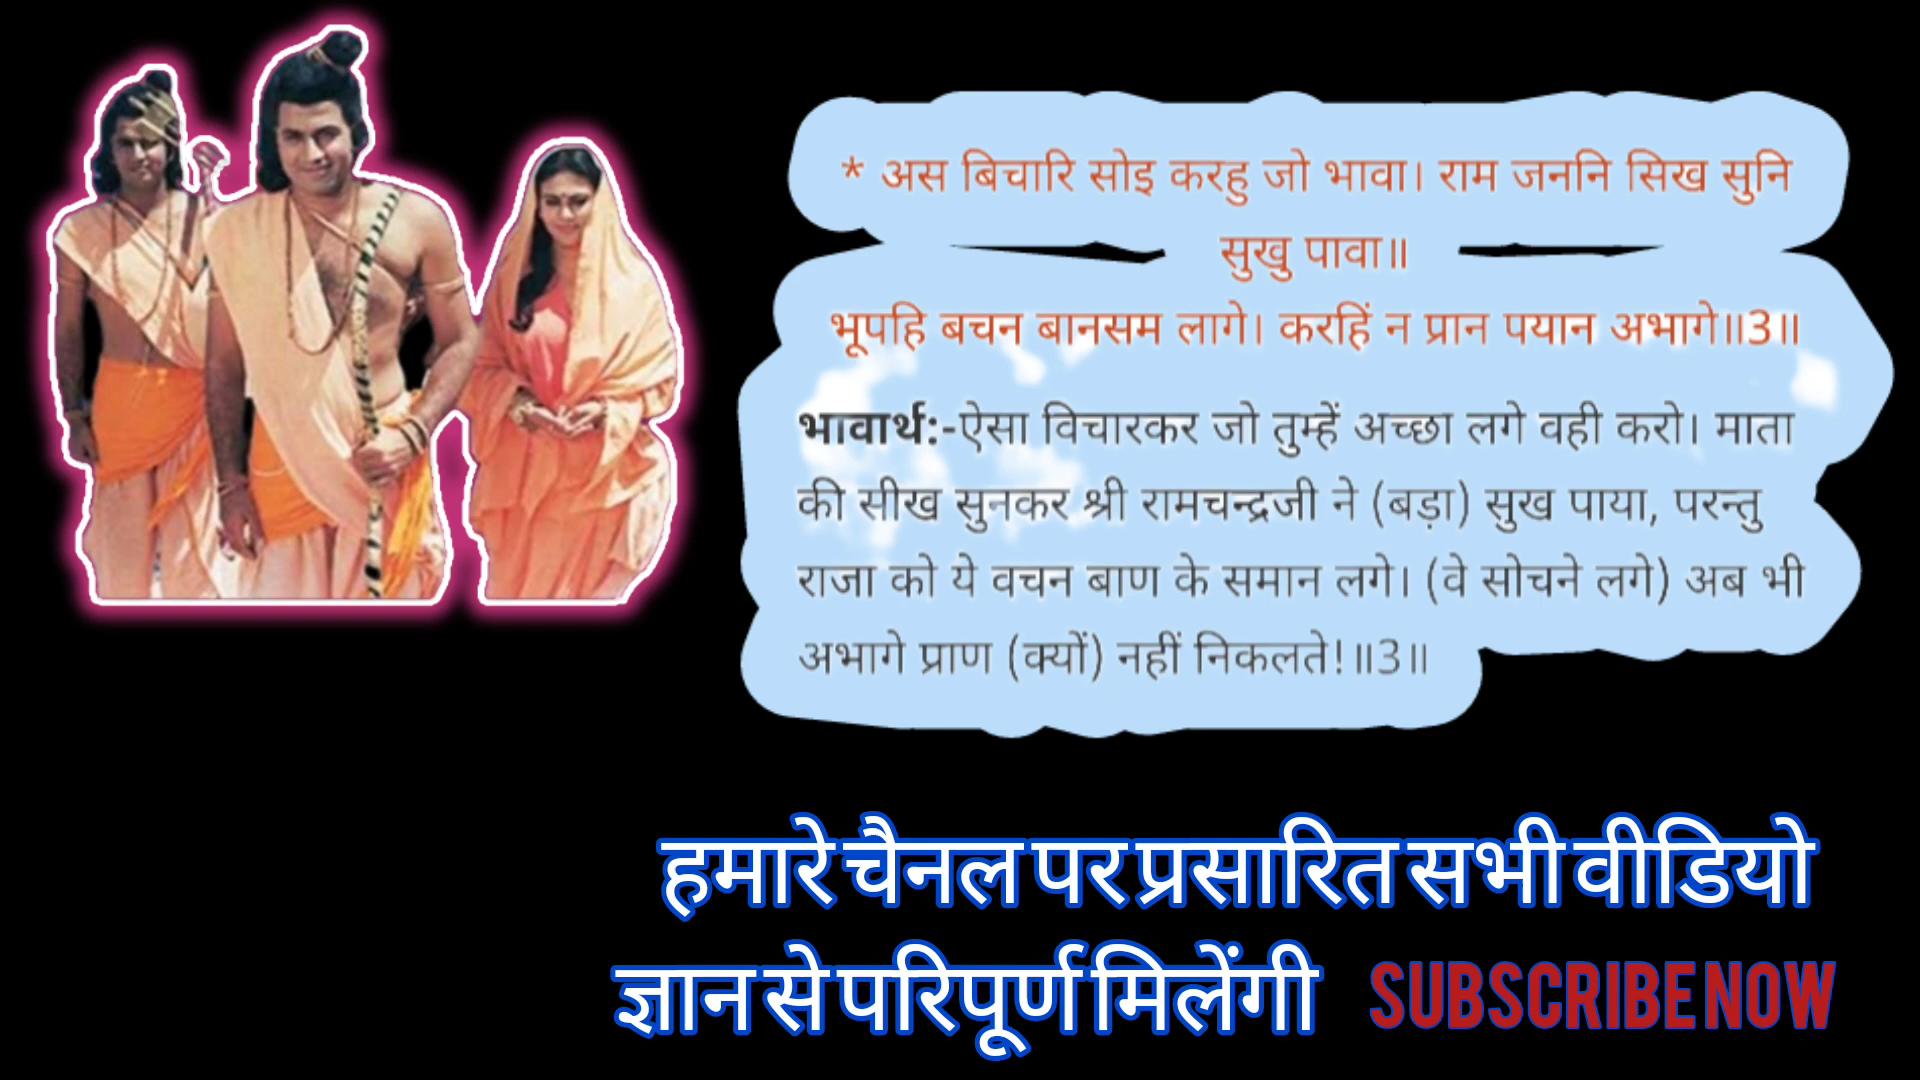 * अस बिचारि सोइ करहु जो भावा। राम जननि सिख सुनि
सुखु पावा॥
भूपहि बचन बानसम लागे। करहिं न प्रान पयान अभागे॥3॥
भावार्थ:-ऐसा विचारकर जो तुम्हें अच्छा लगे वही करो। माता
की सीख सुनकर श्री रामचन्द्रजी ने (बड़ा) सुख पाया, परन्तु
राजा को ये वचन बाण के समान लगे। (वे सोचने लगे) अब भी
अभागे प्राण (क्यों) नहीं निकलते!॥3॥
हमारे चैनल पर प्रसारित सभी वीडियो
ज्ञान से परिपूर्ण मिलेंगी SUBSCRIBE NOW